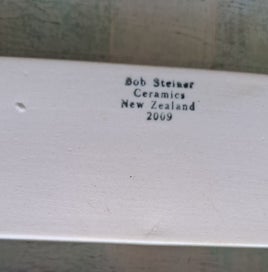 Bob Steiner
Ceramics
New Zealand
2009